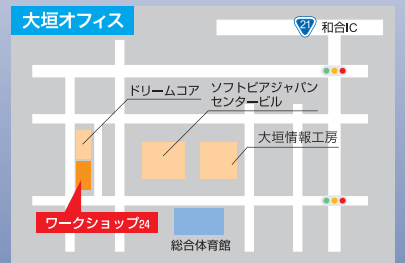 大垣オフィス
21
和合IC
ドリームコア
ソフトピアジャパン
センタービル
大垣情報工房
ワークショップ24
総合体育館